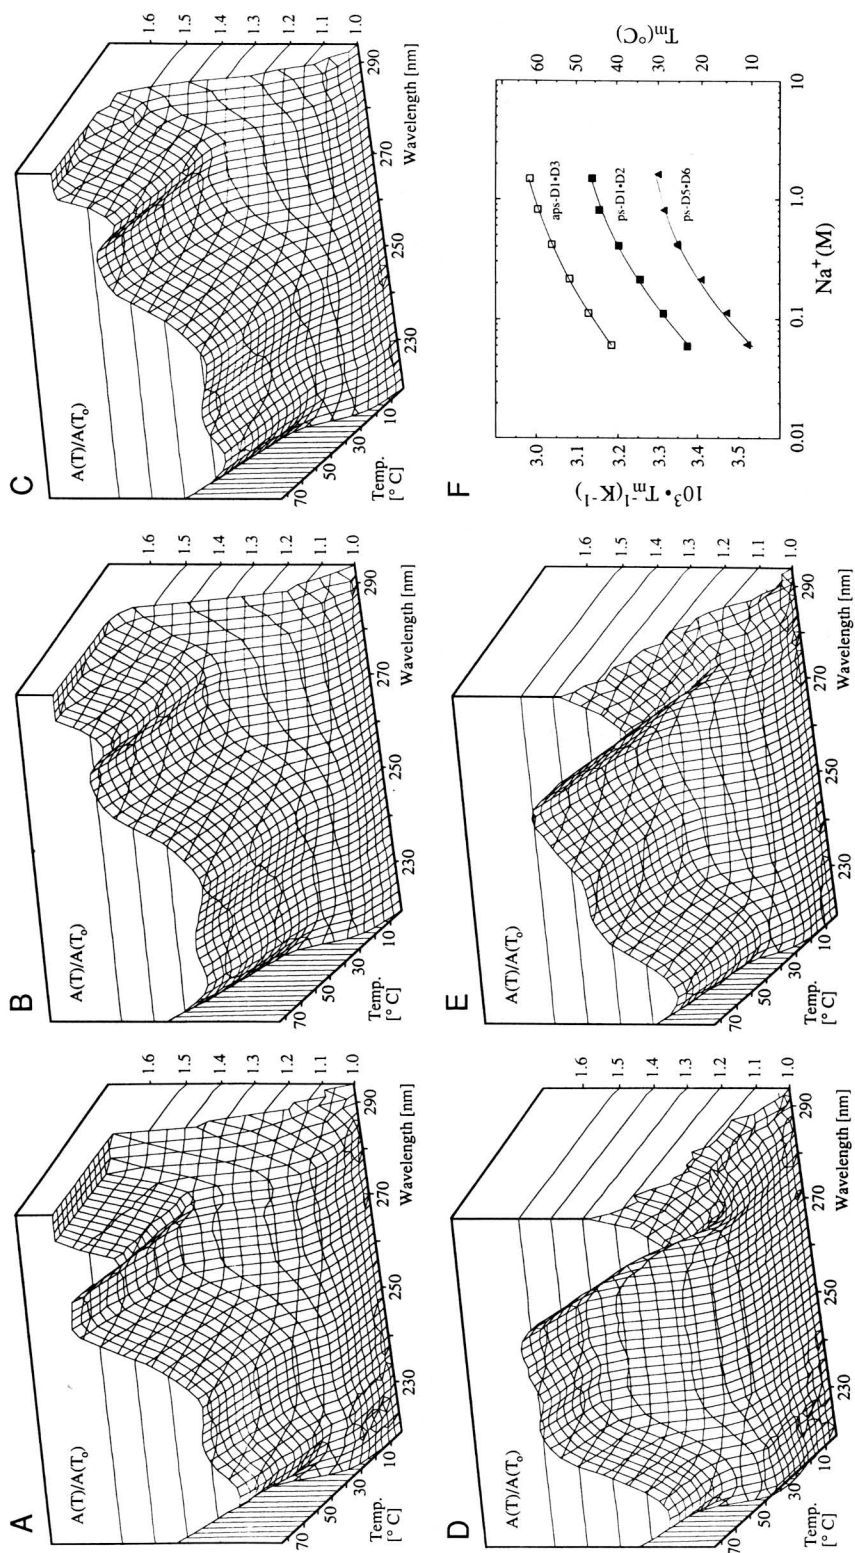 A
A(T)/A(T₀)
1.6
1.5
1.4
1.3
1.2
1.1
1.0
70
50
30
10
Temp.
[° C]
230
250
270
290
Wavelength [nm]
B
A(T)/A(T₀)
1.6
1.5
1.4
1.3
1.2
1.1
1.0
70
50
30
10
Temp.
[° C]
230
250
270
290
Wavelength [nm]
C
A(T)/A(T₀)
1.6
1.5
1.4
1.3
1.2
1.1
1.0
70
50
30
10
Temp.
[° C]
230
250
270
290
Wavelength [nm]
D
A(T)/A(T₀)
1.6
1.5
1.4
1.3
1.2
1.1
1.0
70
50
30
10
Temp.
[° C]
230
250
270
290
Wavelength [nm]
E
A(T)/A(T₀)
1.6
1.5
1.4
1.3
1.2
1.1
1.0
70
50
30
10
Temp.
[° C]
230
250
270
290
Wavelength [nm]
F
10³ • Tₘ⁻¹(K⁻¹)
3.0
3.1
3.2
3.3
3.4
3.5
aps-D1•D3
ps-D1•D2
ps-D5•D6
60
50
40
30
20
10
Tₘ(°C)
0.01
0.1
1.0
10
Na⁺ (M)